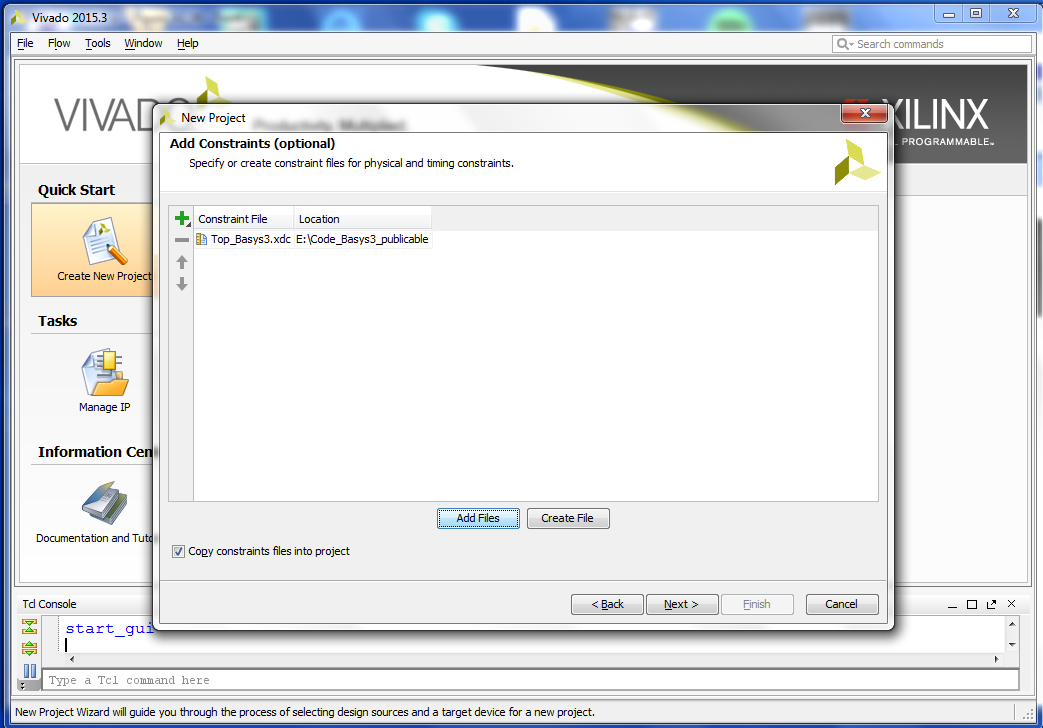 Vivado 2015.3
File Flow Tools Window Help
Search commands
VIVADO
XILINX
PROGRAMMABLE™
New Project
Add Constraints (optional)
Specify or create constraint files for physical and timing constraints.
Quick Start
Create New Project
Tasks
Manage IP
Information Cen
Documentation and Tuto
Constraint File Location
Top_Basys3.xdc E:\Code_Basys3_publicable
Add Files Create File
Copy constraints files into project
< Back Next > Finish Cancel
Tcl Console
start_gui
Type a Tcl command here
New Project Wizard will guide you through the process of selecting design sources and a target device for a new project.